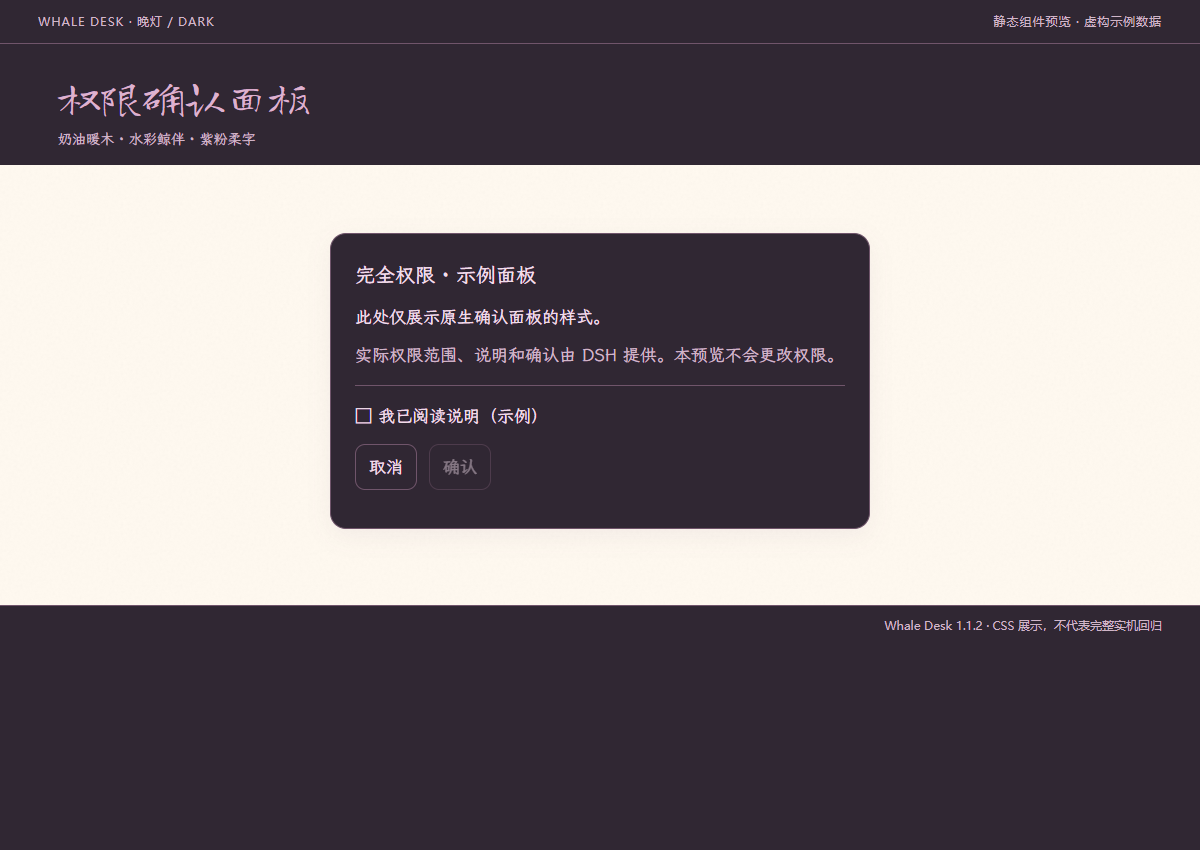 WHALE DESK · 晚灯 / DARK
静态组件预览 · 虚构示例数据
权限确认面板
奶油暖木 · 水彩鲸伴 · 紫粉柔字
完全权限 · 示例面板
此处仅展示原生确认面板的样式。
实际权限范围、说明和确认由 DSH 提供。本预览不会更改权限。
我已阅读说明（示例）
取消
确认
Whale Desk 1.1.2 · CSS 展示，不代表完整实机回归